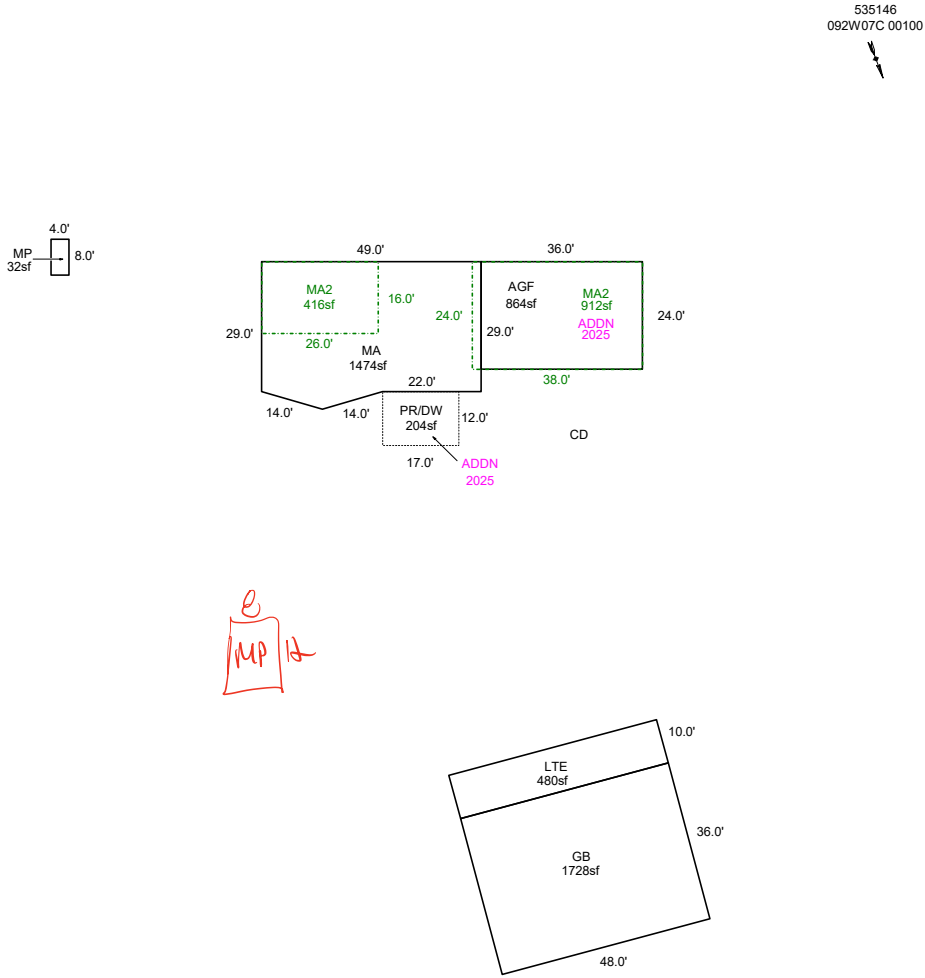 535146
092W07C 00100
4.0'
MP
32sf
8.0'
49.0'
36.0'
MA2
416sf
16.0'
26.0'
29.0'
MA
1474sf
24.0'
29.0'
AGF
864sf
MA2
912sf
ADDN
2025
24.0'
38.0'
22.0'
14.0'
14.0'
PR/DW
204sf
12.0'
17.0'
ADDN
2025
CD
MP
12
10.0'
LTE
480sf
36.0'
GB
1728sf
48.0'